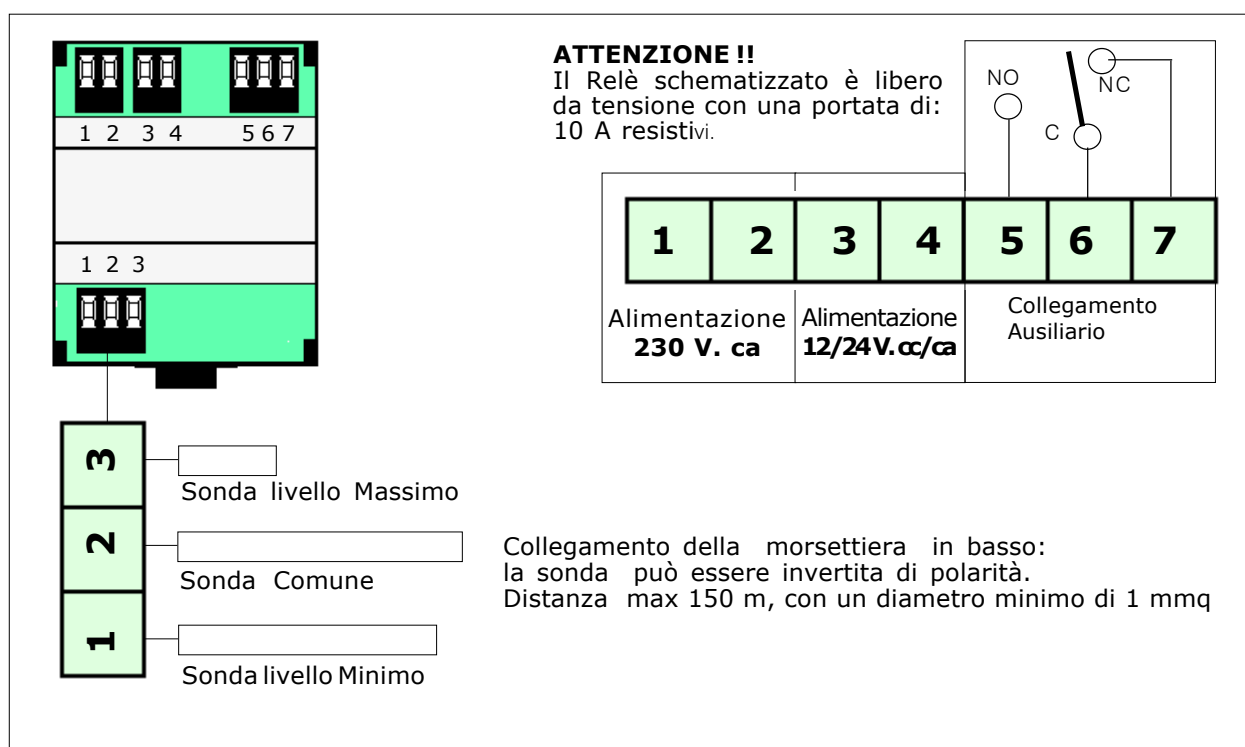 ATTENZIONE !!
Il Relè schematizzato è libero
da tensione con una portata di:
10 A resistivi.
NO
NC
C
1 2 3 4 5 6 7
1 2 3
1 2 3 4 5 6 7
Alimentazione
230 V. ca
Alimentazione
12/24 V. cc/ca
Collegamento
Ausiliario
3
Sonda livello Massimo
2
Sonda Comune
1
Sonda livello Minimo
Collegamento della morsettiera in basso:
la sonda può essere invertita di polarità.
Distanza max 150 m, con un diametro minimo di 1 mmq